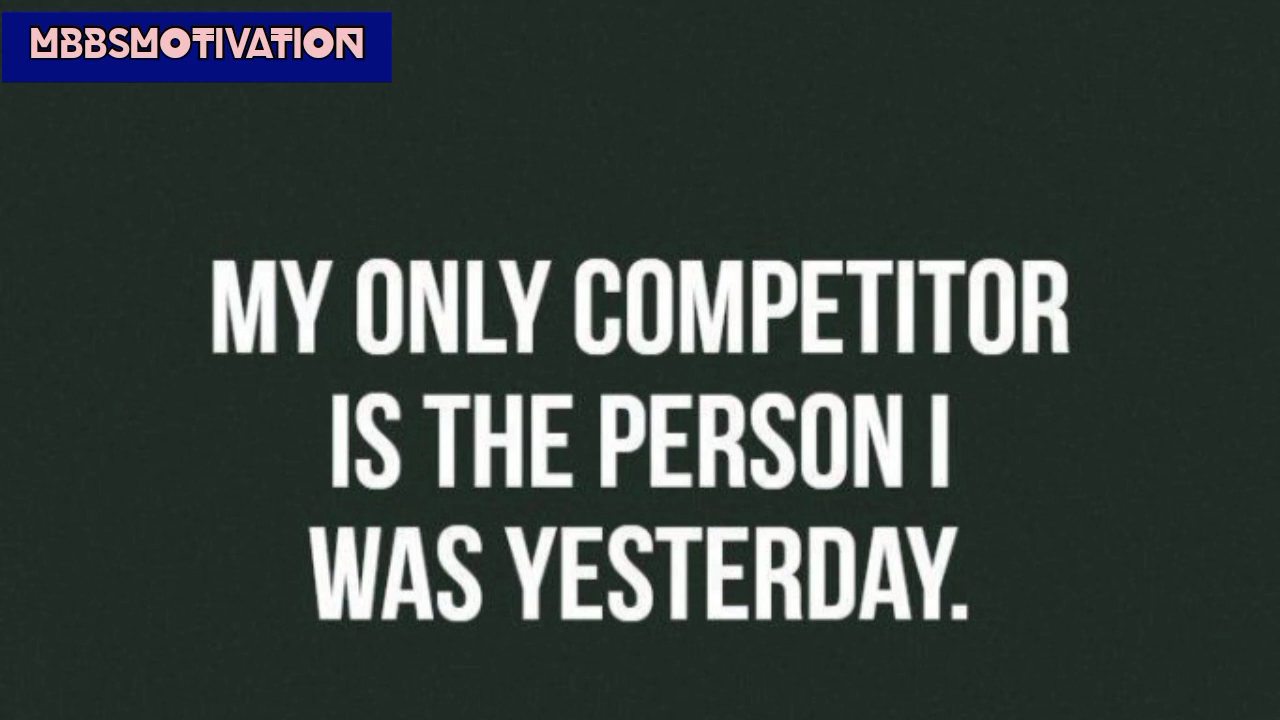 MBBSMOTIVATION
MY ONLY COMPETITOR
IS THE PERSON I
WAS YESTERDAY.